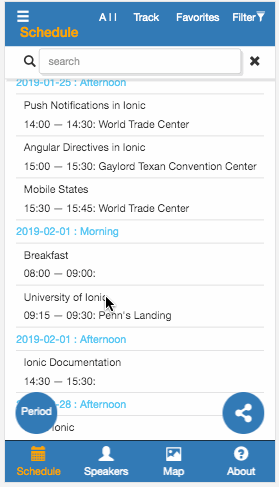 A l l Track Favorites Filter
Schedule
search
2019-01-25 : Afternoon
Push Notifications in Ionic
14:00 — 14:30: World Trade Center
Angular Directives in Ionic
15:00 — 15:30: Gaylord Texan Convention Center
Mobile States
15:30 — 15:45: World Trade Center
2019-02-01 : Morning
Breakfast
08:00 — 09:00:
University of Ionic
09:15 — 09:30: Penn's Landing
2019-02-01 : Afternoon
Ionic Documentation
14:30 — 15:30:
-28 : Afternoon
Period
Ionic
Schedule Speakers Map About